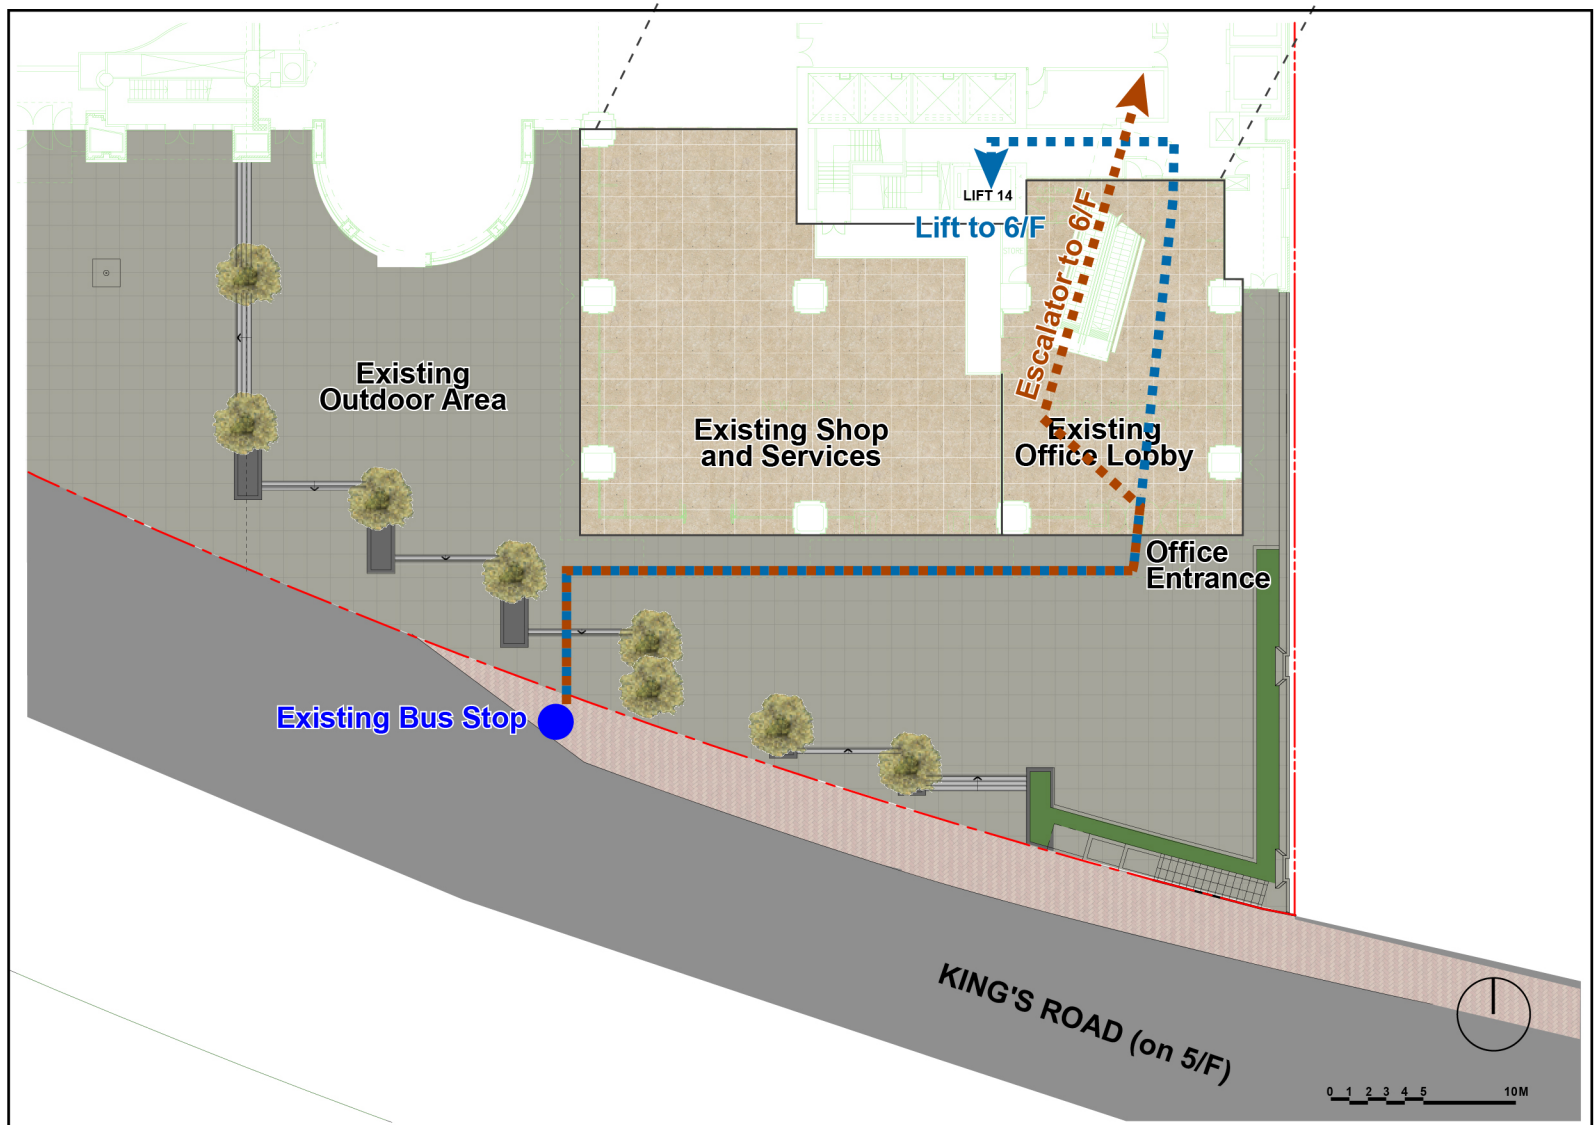 LIFT 14
Lift to 6/F
Escalator to 6/F
Existing
Outdoor Area
Existing Shop
and Services
Existing
Office Lobby
Office
Entrance
Existing Bus Stop
KING'S ROAD (on 5/F)
0 1 2 3 4 5 10M